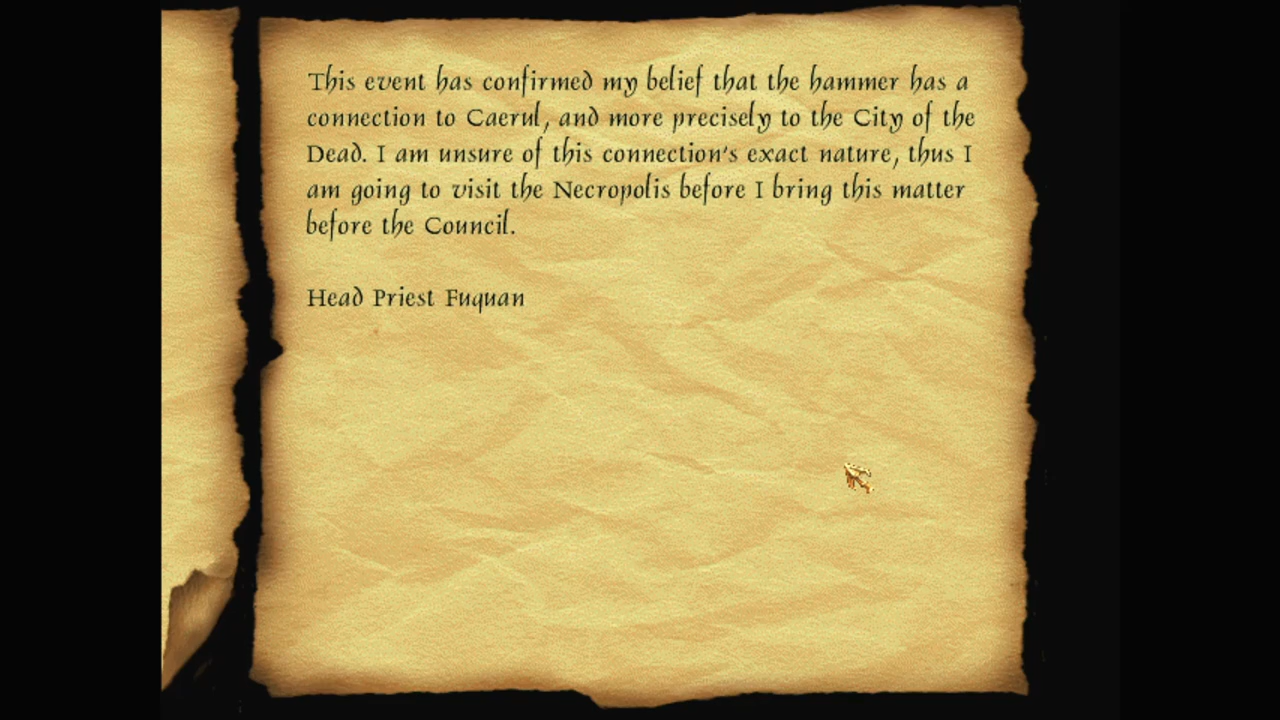 This event has confirmed my belief that the hammer has a
connection to Caerul, and more precisely to the City of the
Dead. I am unsure of this connection's exact nature, thus I
am going to visit the Necropolis before I bring this matter
before the Council.
Head Priest Fuquan